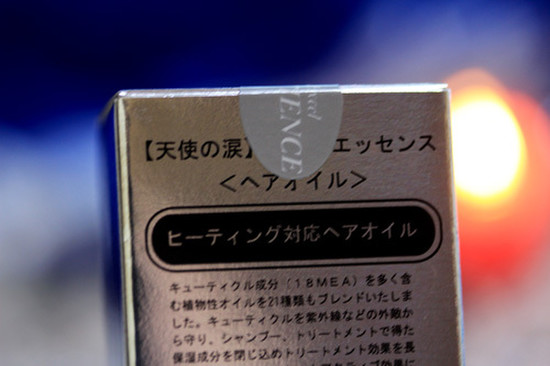 【天使の涙】 エッセンス
ENCE
<ヘアオイル>
ヒーティング対応ヘアオイル
キューティクル成分(18MEA)を多く含
む植物性オイルを21種類もブレンドいたしま
した。キューティクルを紫外線などの外敵か
ら守り、シャンプー、トリートメントで得た
保湿成分を閉じ込めトリートメント効果を長